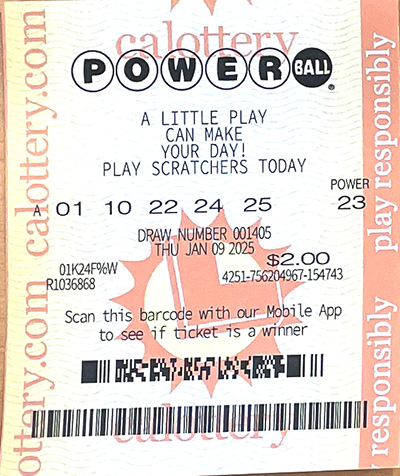 calottery
POWERBALL
A LITTLE PLAY
CAN MAKE
YOUR DAY!
PLAY SCRATCHERS TODAY
POWER
A 01 10 22 24 25 23
DRAW NUMBER 001405
THU JAN 09 2025
$2.00
01K24F%W
4251-756204967-154743
R1036868
Scan this barcode with our Mobile App
to see if ticket is a winner
calottery
ottery.com calottery.com
responsibly play responsibly